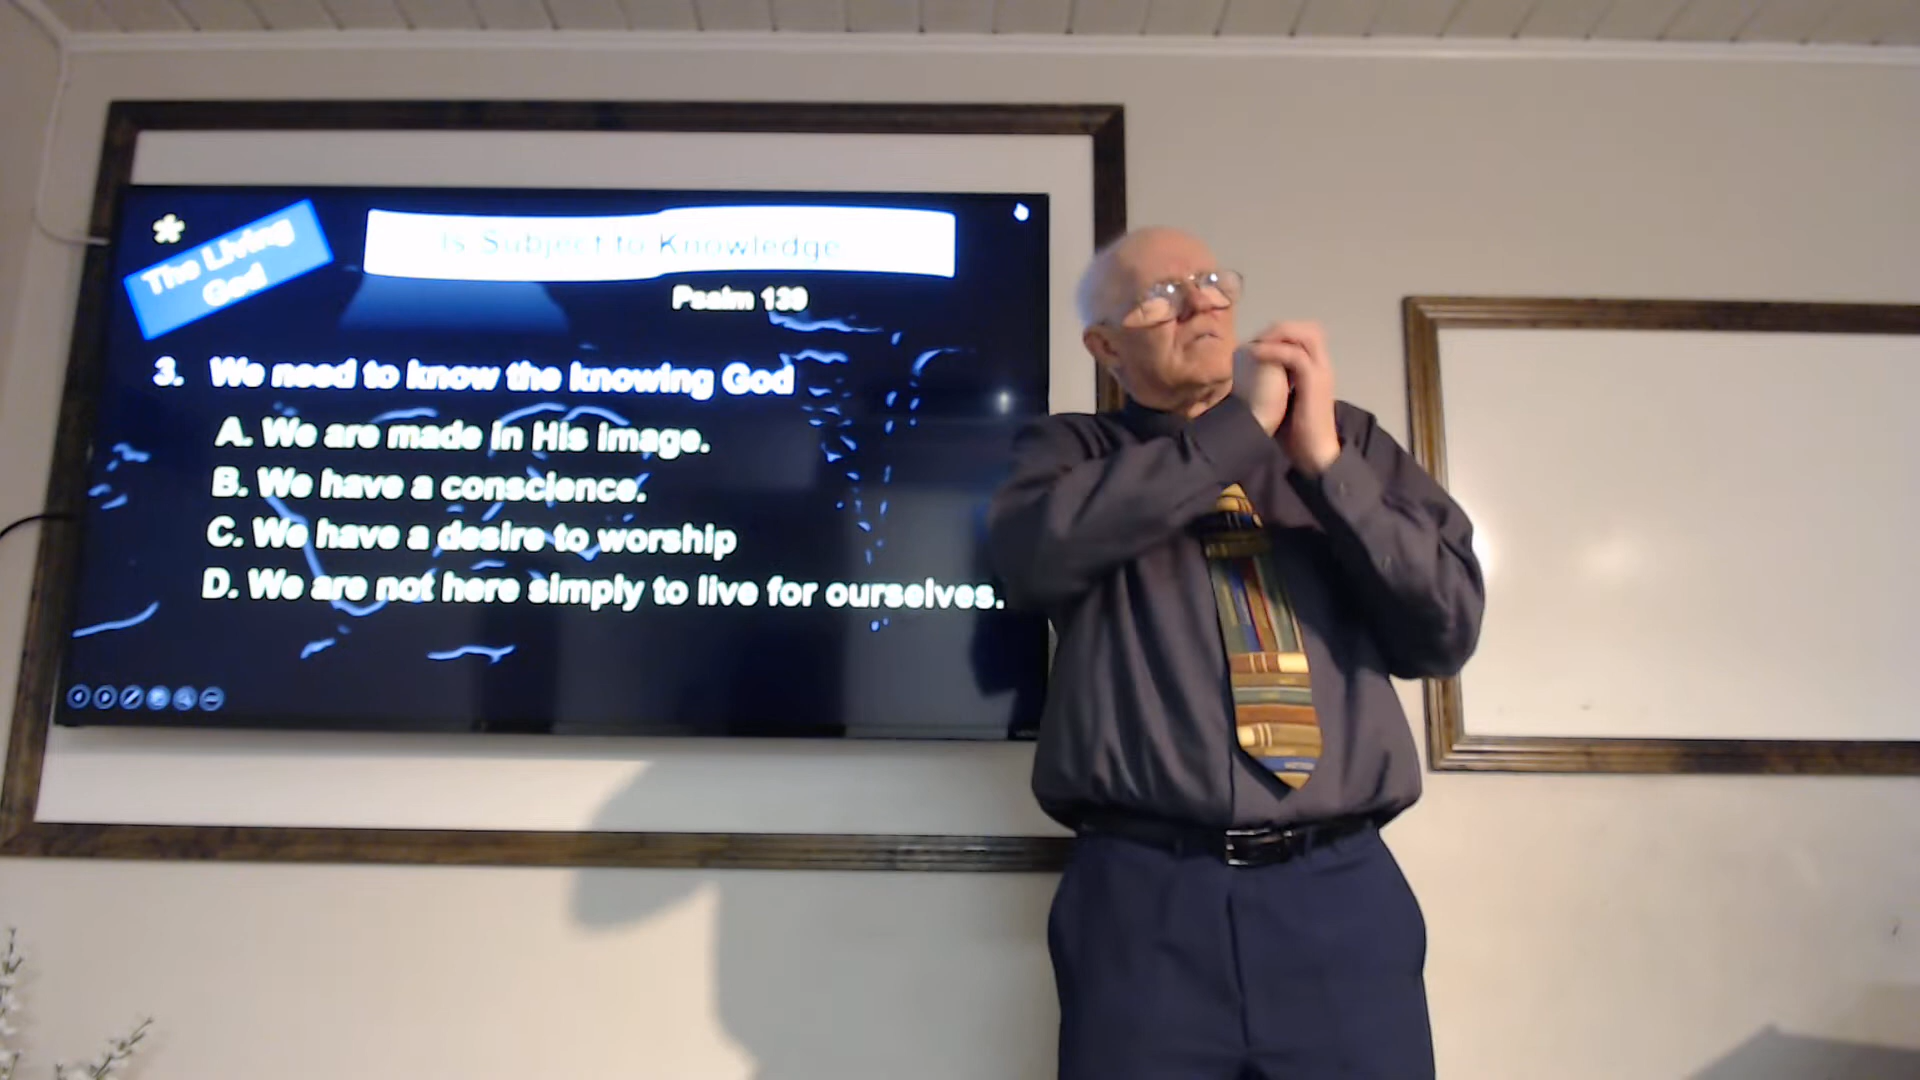 *
The Living
God
Is Subject to Knowledge
Psalm 139
3. We need to know the knowing God
A. We are made in His image.
B. We have a conscience.
C. We have a desire to worship
D. We are not here simply to live for ourselves.